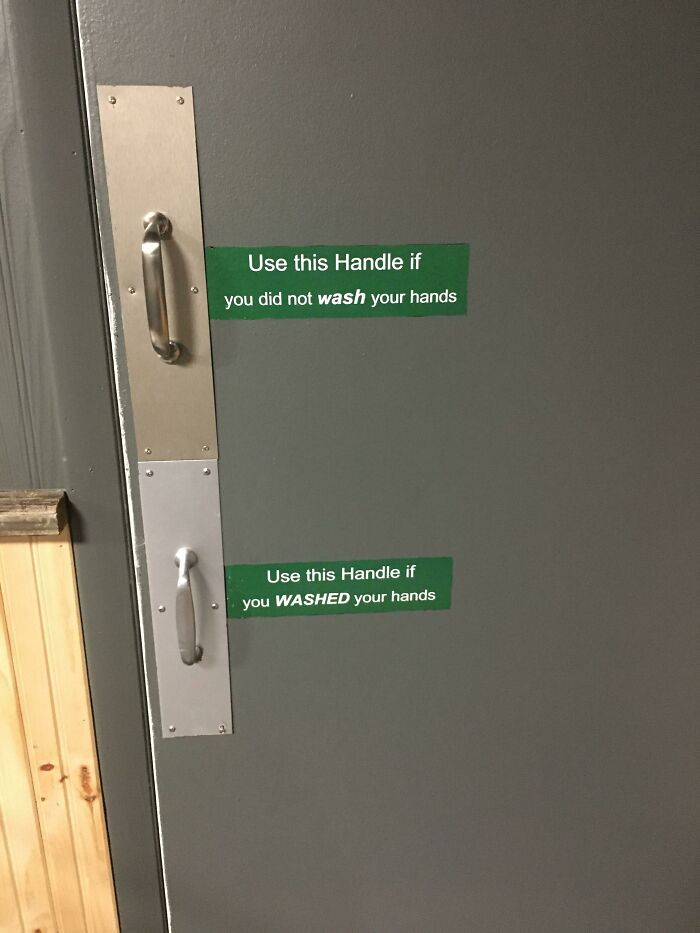 Use this Handle if
you did not wash your hands
Use this Handle if
you WASHED your hands